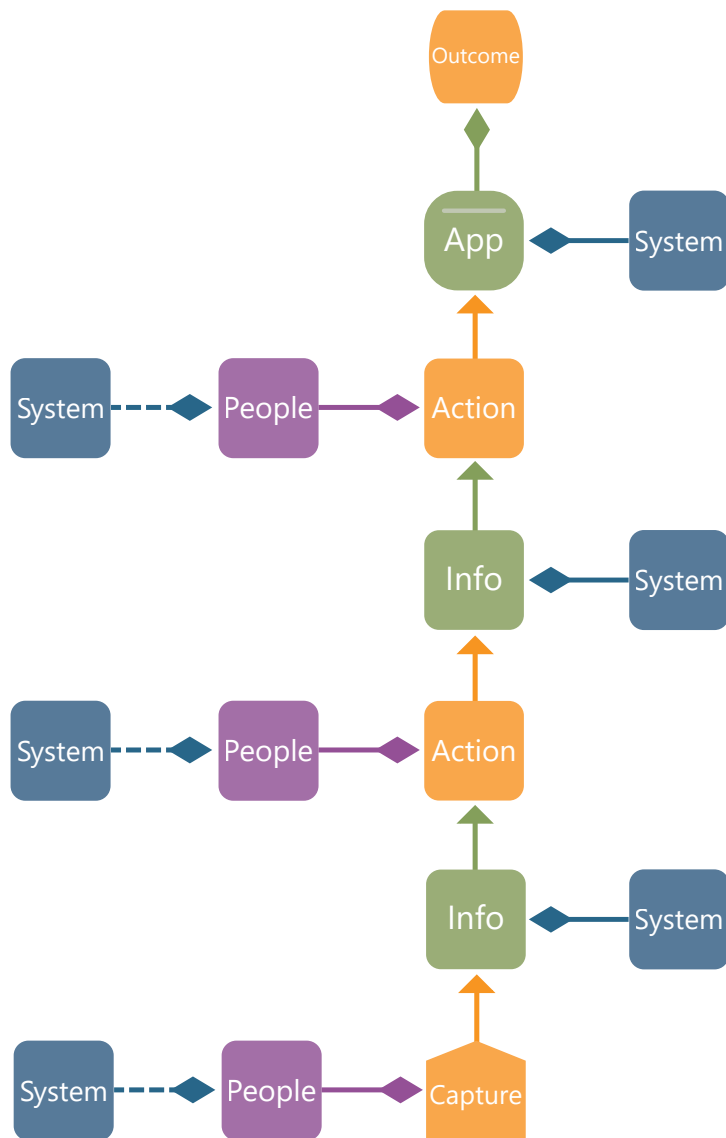 Outcome
App
System
System
People
Action
Info
System
System
People
Action
Info
System
System
People
Capture